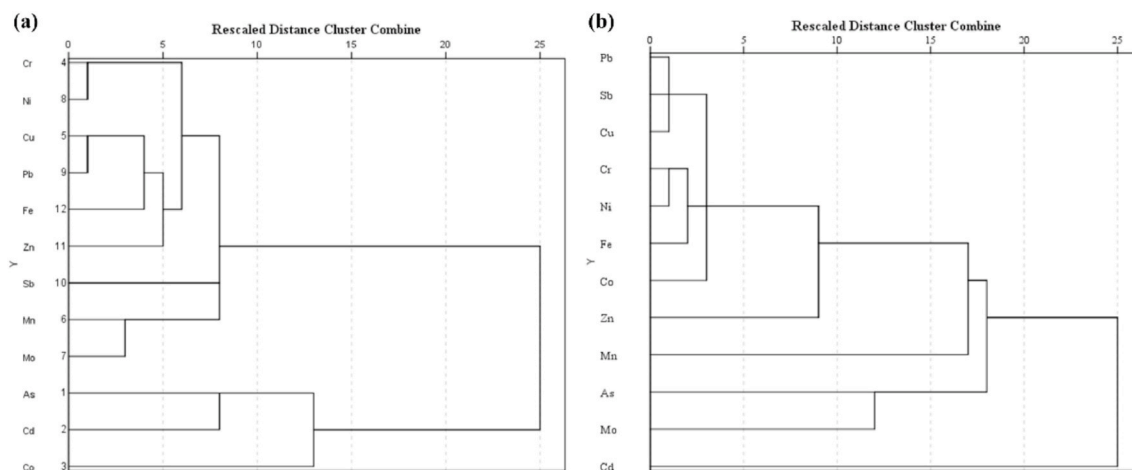 (a)
Rescaled Distance Cluster Combine
0 5 10 15 20 25
Cr 4
Ni 8
Cu 5
Pb 9
Fe 12
Zn 11
Y
Sb 10
Mn 6
Mo 7
As 1
Cd 2
Co 3
(b)
Rescaled Distance Cluster Combine
0 5 10 15 20 25
Pb
Sb
Cu
Cr
Ni
Fe
Y
Co
Zn
Mn
As
Mo
Cd